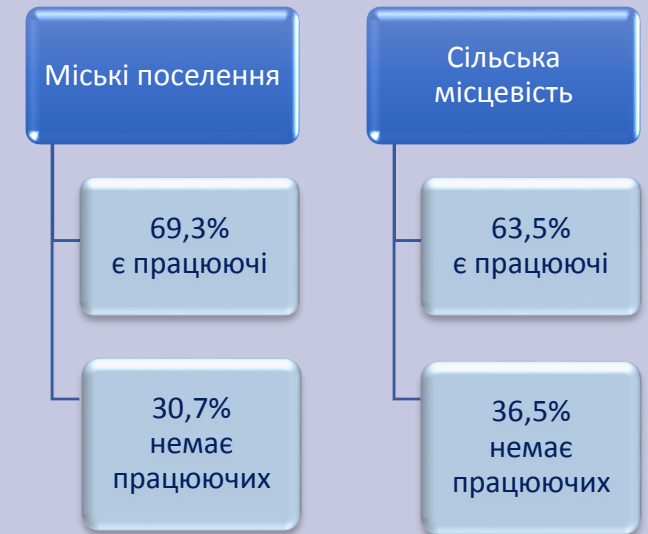 Міські поселення
69,3%
є працюючі
30,7%
немає
працюючих
Сільська
місцевість
63,5%
є працюючі
36,5%
немає
працюючих